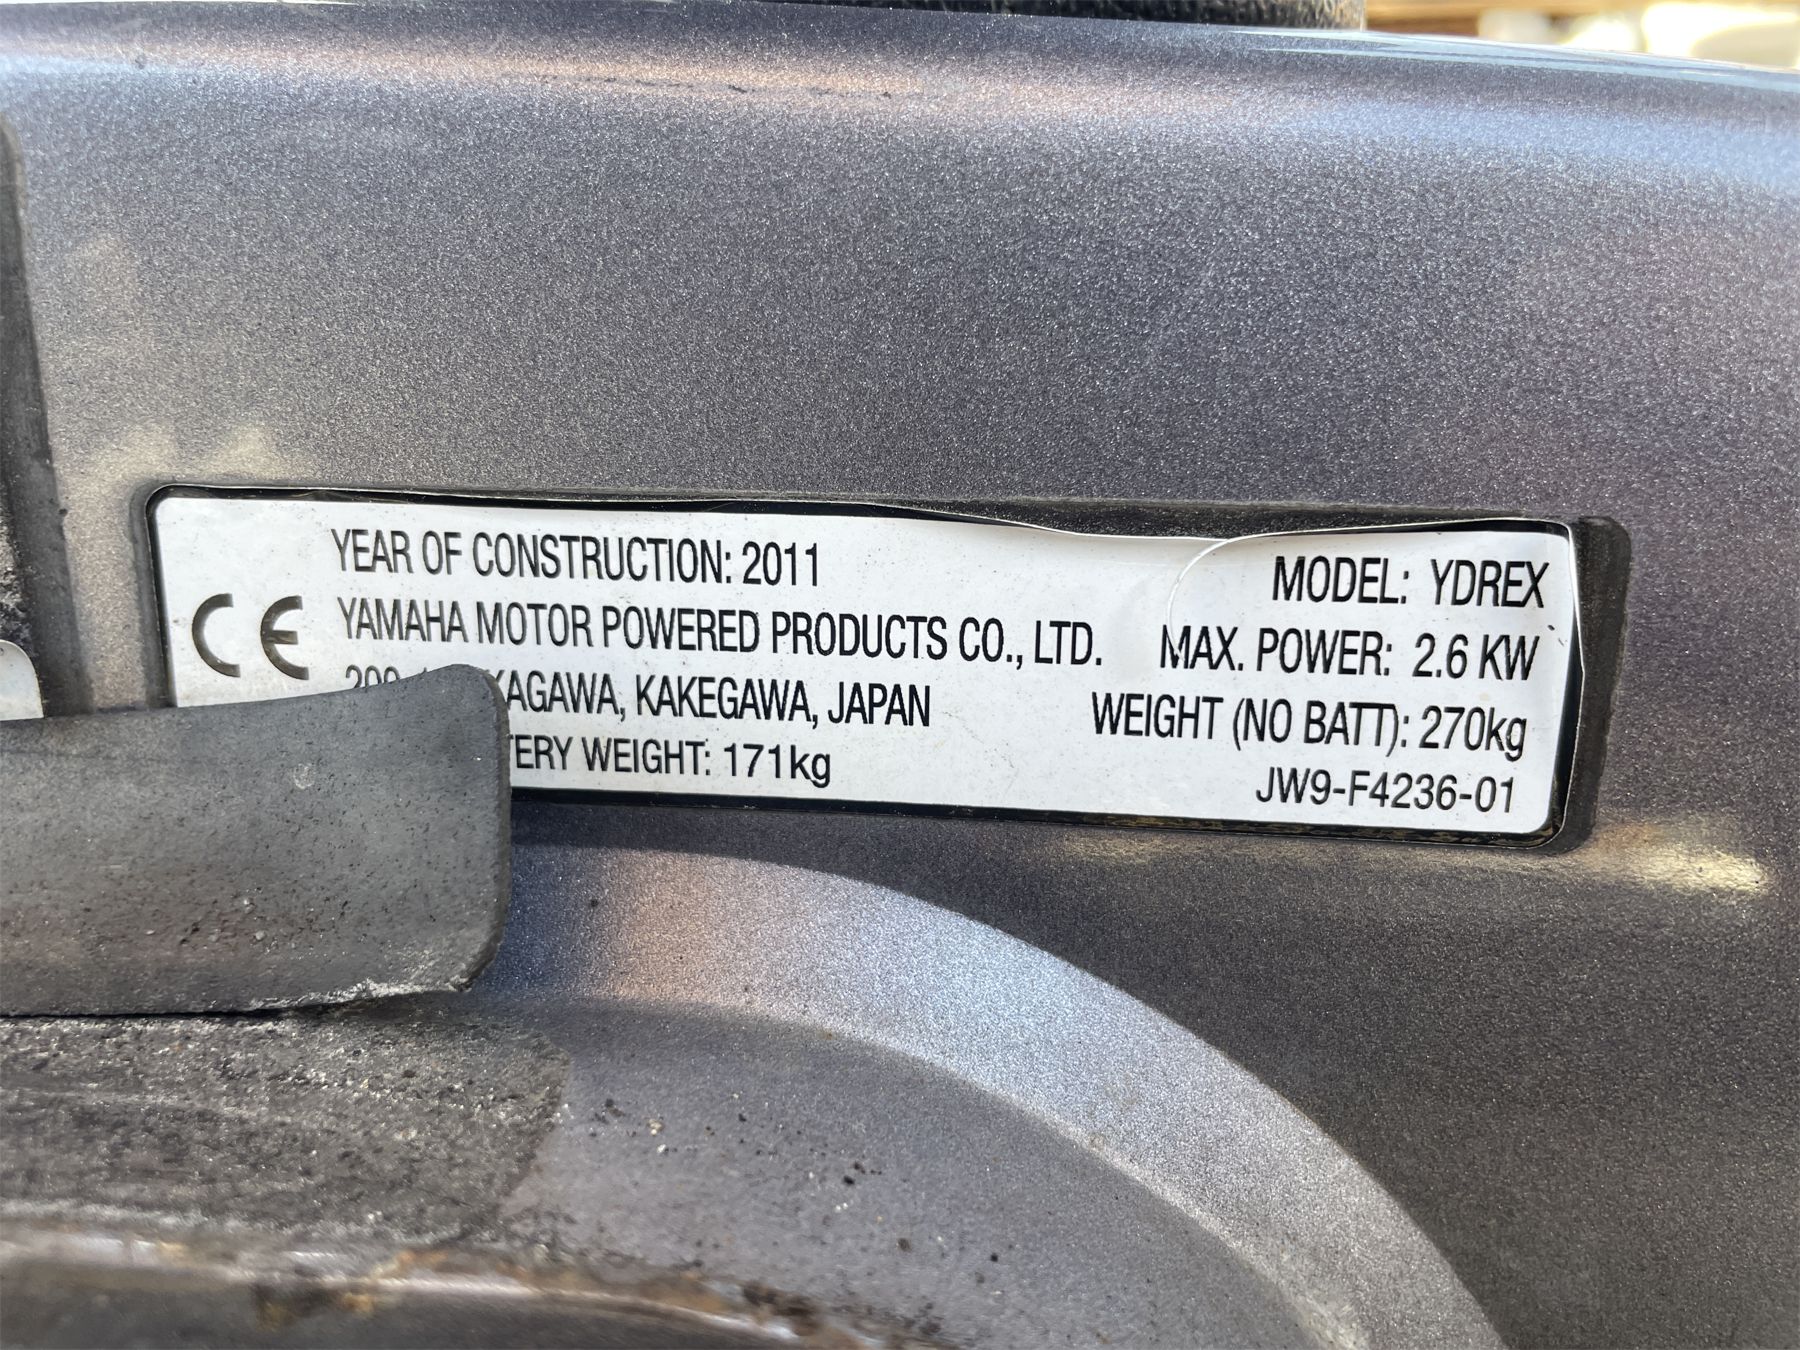 YEAR OF CONSTRUCTION: 2011
CE
YAMAHA MOTOR POWERED PRODUCTS CO., LTD.
KAGAWA, KAKEGAWA, JAPAN
TERY WEIGHT: 171kg
MODEL: YDREX
MAX. POWER: 2.6 KW
WEIGHT (NO BATT): 270kg
JW9-F4236-01